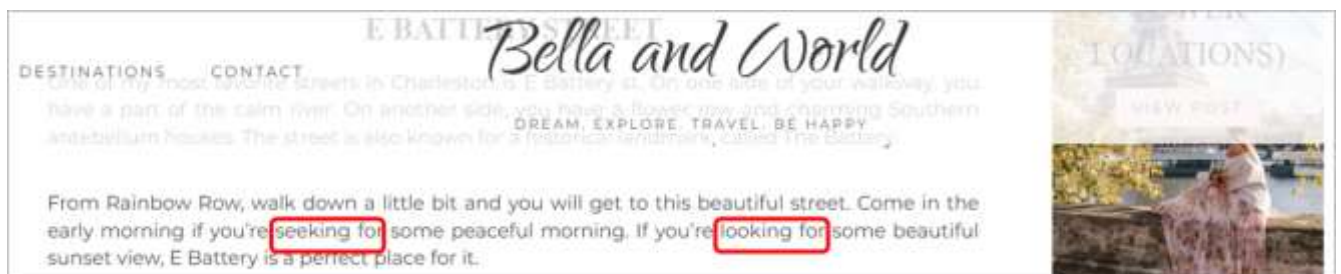 E BATTERY STREET
Bella and World
DESTINATIONS CONTACT
One of my most favorite streets in Charleston is E Battery st. On one side of your walkway, you
have a part of the calm river. On another side, you have a flower row and charming Southern
DREAM, EXPLORE, TRAVEL, BE HAPPY
antebellum houses. The street is also known for a historical landmark, called The Battery.
LOCATIONS)
VIEW POST
From Rainbow Row, walk down a little bit and you will get to this beautiful street. Come in the
early morning if you're seeking for some peaceful morning. If you're looking for some beautiful
sunset view, E Battery is a perfect place for it.